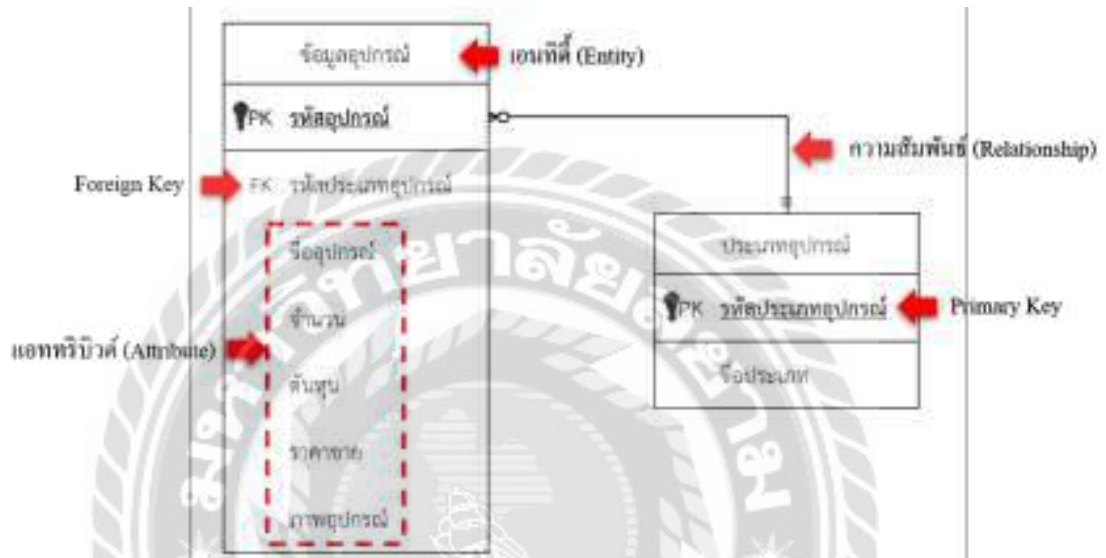 ข้อมูลอุปกรณ์
เอนทิตี้ (Entity)
PK รหัสอุปกรณ์
ความสัมพันธ์ (Relationship)
Foreign Key
FK รหัสประเภทอุปกรณ์
ชื่ออุปกรณ์
ประเภทอุปกรณ์
PK รหัสประเภทอุปกรณ์
Primary Key
จำนวน
แอททริบิวต์ (Attribute)
ชื่อประเภท
ต้นทุน
ราคาขาย
ภาพอุปกรณ์